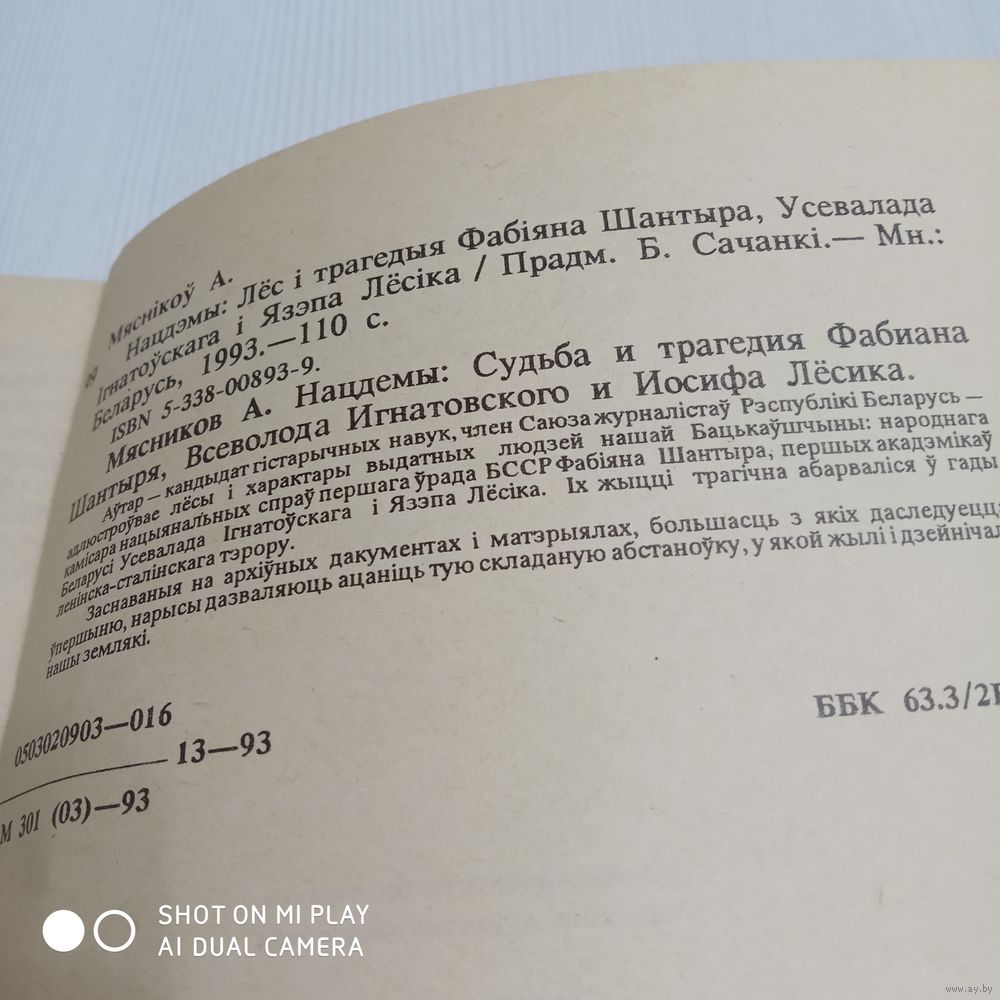 Мяснікоў А.
Нацдэмы: Лёс і трагедыя Фабіяна Шантыра, Усевалада
Ігнатоўскага і Язэпа Лёсіка / Прадм. Б. Сачанкі.— Мн.:
Беларусь, 1993.—110 с.
ISBN 5-338-00893-9.
Мясников А. Нацдемы: Судьба и трагедия Фабиана
Шантыря, Всеволода Игнатовского и Иосифа Лёсика.
Аўтар — кандыдат гістарычных навук, член Саюза журналістаў Рэспублікі Беларусь —
адлюстроўвае лёсы і характары выдатных людзей нашай Бацькаўшчыны: народнага
камісара нацыянальных спраў першага ўрада БССР Фабіяна Шантыра, першых акадэмікаў
Беларусі Усевалада Ігнатоўскага і Язэпа Лёсіка. Іх жыцці трагічна абарваліся ў гады
ленінска-сталінскага тэрору.
Заснаваныя на архіўных дакументах і матэрыялах, большасць з якіх даследуецца
ўпершыню, нарысы дазваляюць ацаніць тую складаную абстаноўку, у якой жылі і дзейнічал
нашы землякі.
0503020903—016
13—93
М 301 (03)—93
ББК 63.3/2
SHOT ON MI PLAY
AI DUAL CAMERA
www.ay.by